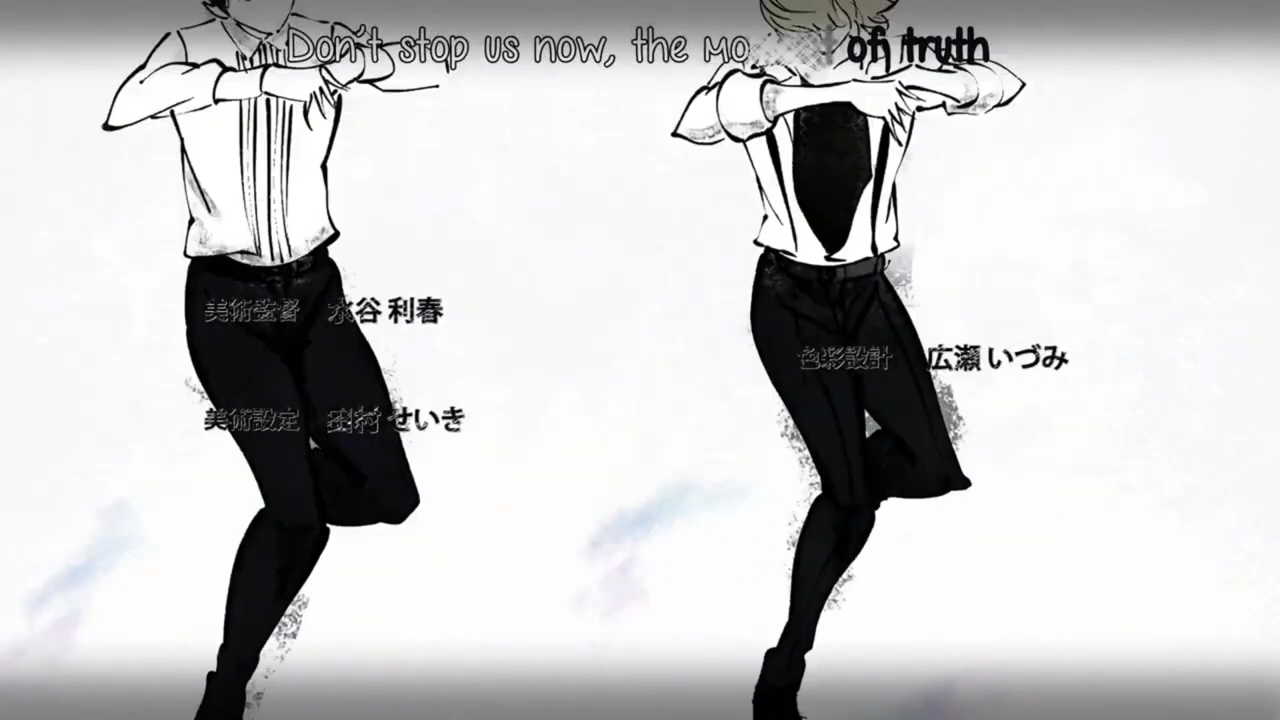 Don't stop us now, the mo of truth
美術監督 水谷 利春
美術設定 せいき
色彩設計 広瀬 いづみ